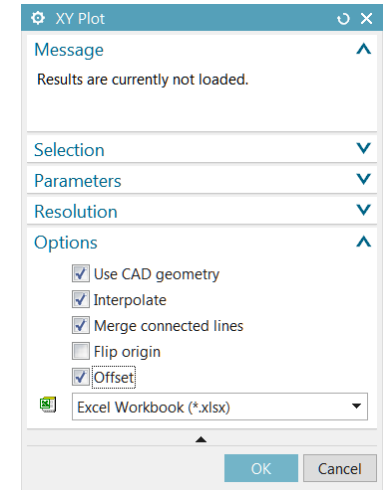 XY Plot
Message
Results are currently not loaded.
Selection
Parameters
Resolution
Options
Use CAD geometry
Interpolate
Merge connected lines
Flip origin
Offset
Excel Workbook (*.xlsx)
OK Cancel